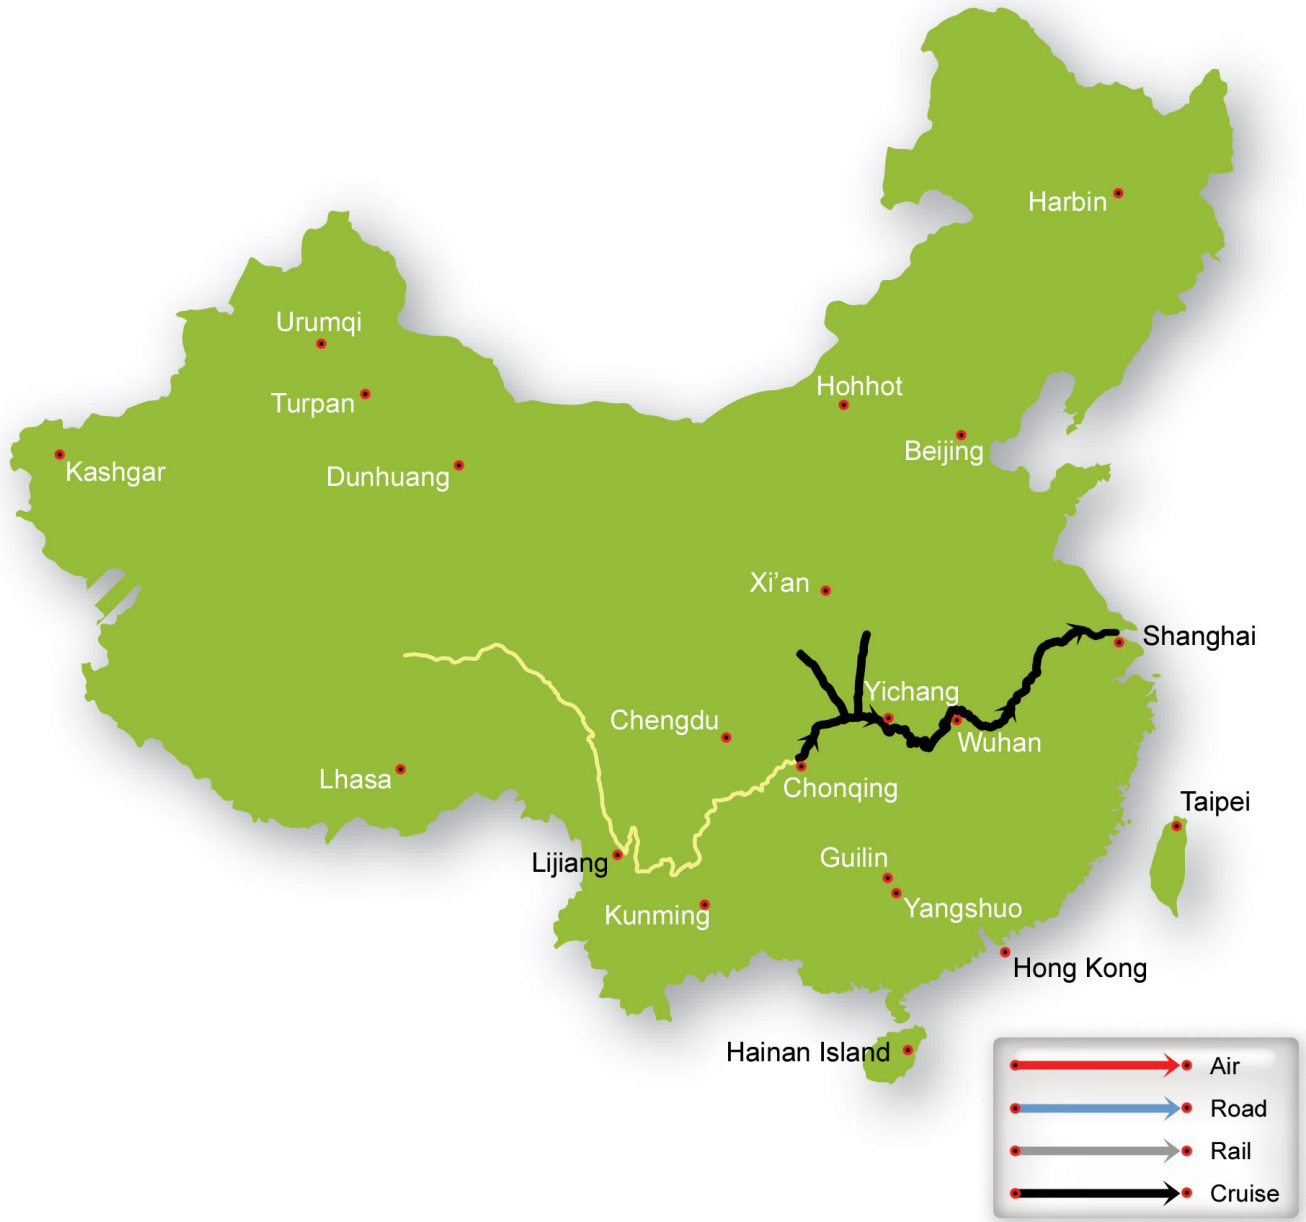 Harbin
Urumqi
Hohhot
Turpan
Beijing
Kashgar
Dunhuang
Xi’an
Shanghai
Yichang
Chengdu
Wuhan
Lhasa
Chonqing
Taipei
Lijiang
Guilin
Kunming
Yangshuo
Hong Kong
Hainan Island
Air
Road
Rail
Cruise